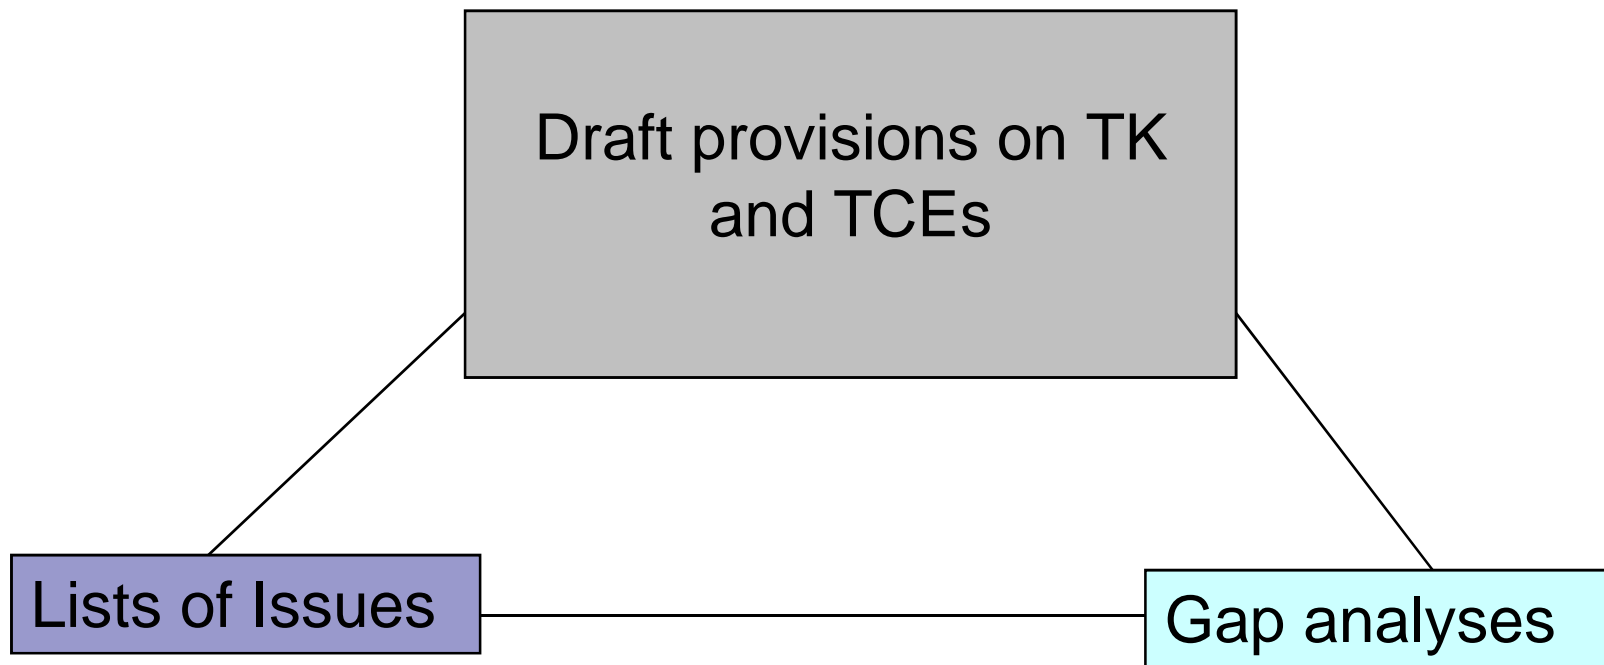 Draft provisions on TK
and TCEs
Lists of Issues
Gap analyses